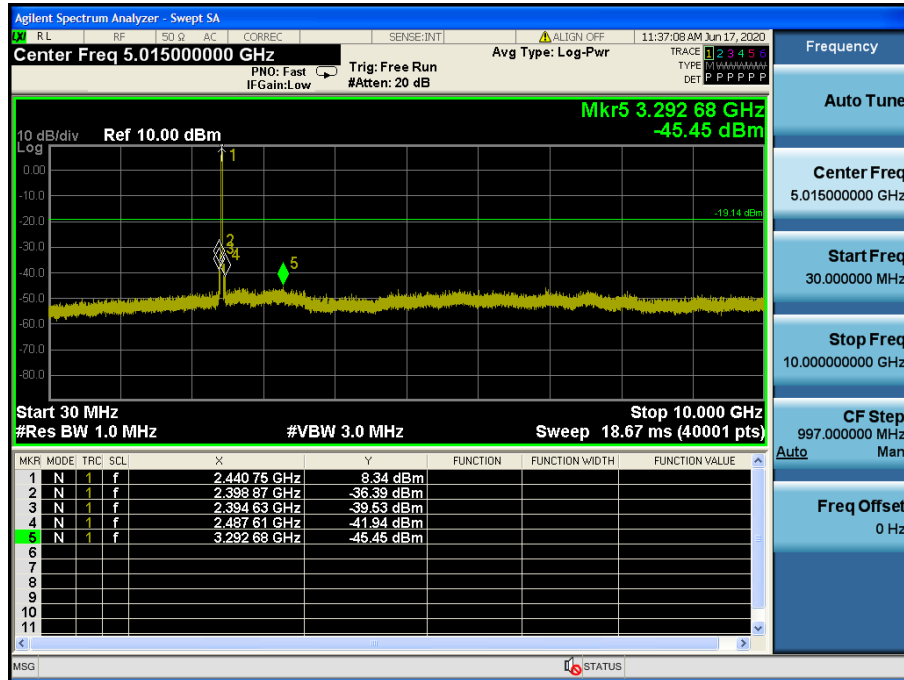 Agilent Spectrum Analyzer - Swept SA
LXI RL RF 50 Ω AC CORREC SENSE:INT ALIGN OFF 11:37:08 AM Jun 17, 2020
Center Freq 5.015000000 GHz Avg Type: Log-Pwr TRACE 1 2 3 4 5 6
PNO: Fast Trig: Free Run TYPE M W W W W W
IFGain:Low #Atten: 20 dB DET P P P P P P
Mkr5 3.292 68 GHz
10 dB/div Ref 10.00 dBm -45.45 dBm
Log
1
0.00
-10.0
-20.0
-19.14 dBm
-30.0
2
3
4
-40.0
5
-50.0
-60.0
-70.0
-80.0
Start 30 MHz Stop 10.000 GHz
#Res BW 1.0 MHz #VBW 3.0 MHz Sweep 18.67 ms (40001 pts)
MKR MODE TRC SCL X Y FUNCTION FUNCTION WIDTH FUNCTION VALUE
1 N 1 f 2.440 75 GHz 8.34 dBm
2 N 1 f 2.398 87 GHz -36.39 dBm
3 N 1 f 2.394 63 GHz -39.53 dBm
4 N 1 f 2.487 61 GHz -41.94 dBm
5 N 1 f 3.292 68 GHz -45.45 dBm
6
7
8
9
10
11
MSG STATUS
Frequency
Auto Tune
Center Freq
5.015000000 GHz
Start Freq
30.000000 MHz
Stop Freq
10.000000000 GHz
CF Step
997.000000 MHz
Auto Man
Freq Offset
0 Hz